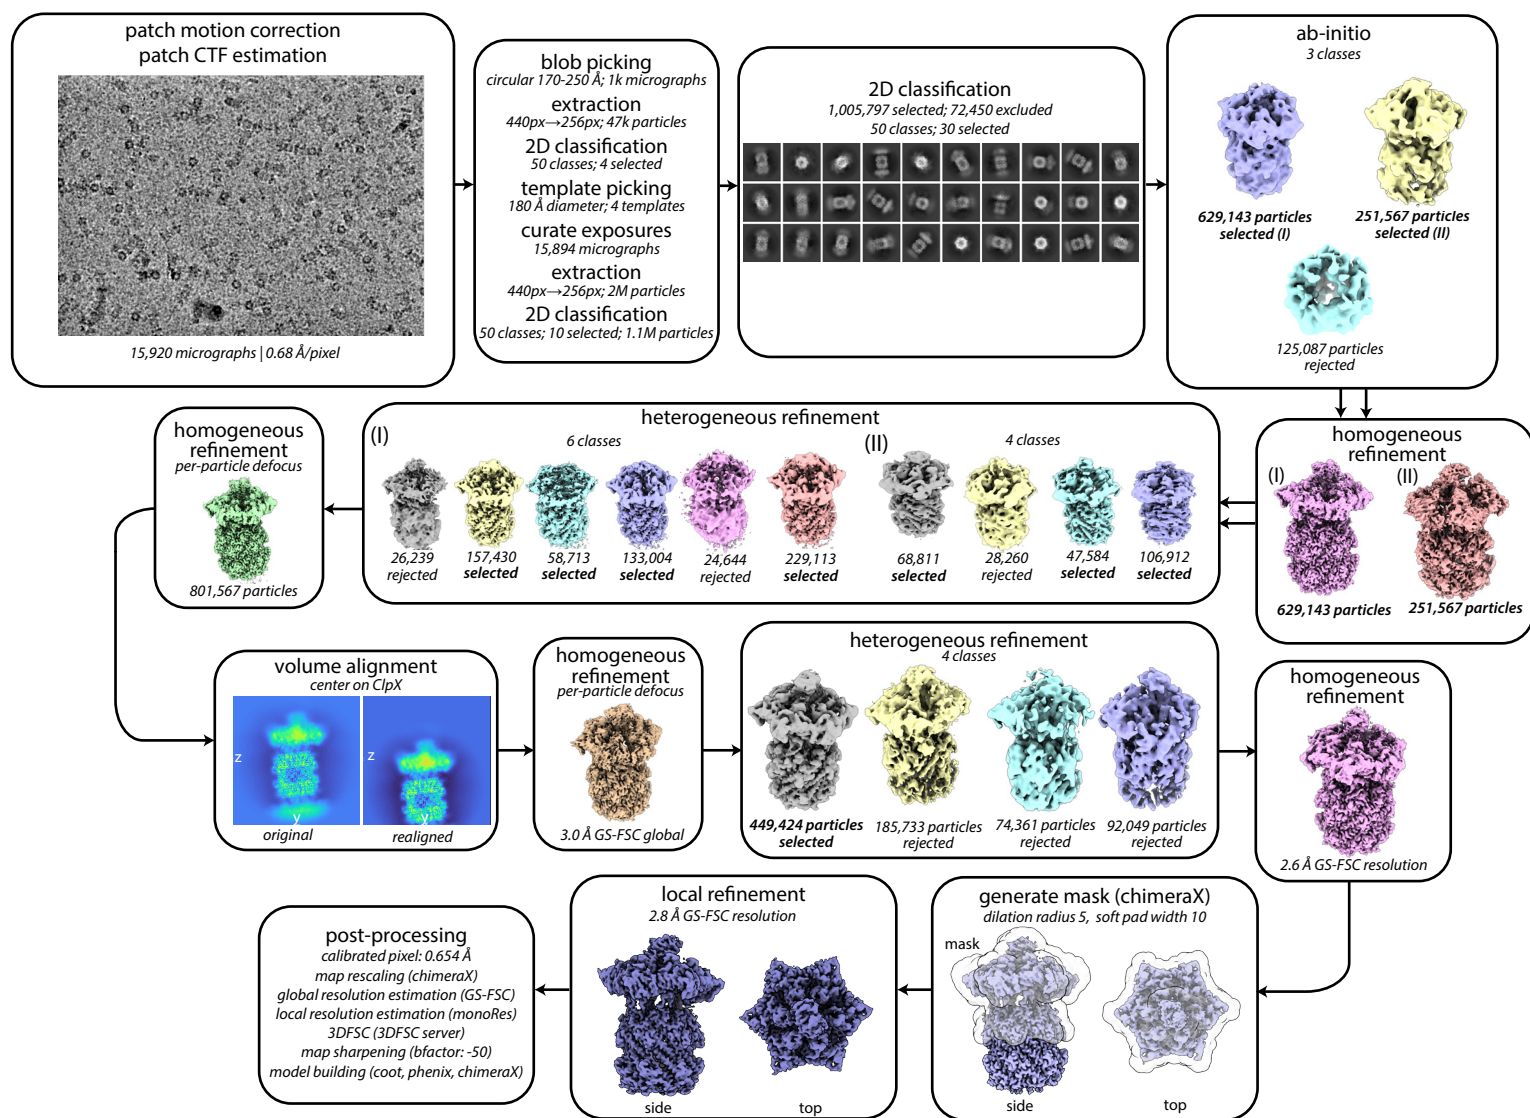 patch motion correction
patch CTF estimation
15,920 micrographs | 0.68 Å/pixel
blob picking
circular 170-250 Å; 1k micrographs
extraction
440px→256px; 47k particles
2D classification
50 classes; 4 selected
template picking
180 Å diameter; 4 templates
curate exposures
15,894 micrographs
extraction
440px→256px; 2M particles
2D classification
50 classes; 10 selected; 1.1M particles
2D classification
1,005,797 selected; 72,450 excluded
50 classes; 30 selected
ab-initio
3 classes
629,143 particles
selected (I)
251,567 particles
selected (II)
125,087 particles
rejected
homogeneous
refinement
(I)
(II)
629,143 particles
251,567 particles
heterogeneous refinement
(I)
6 classes
26,239
rejected
157,430
selected
58,713
selected
133,004
selected
24,644
rejected
229,113
selected
(II)
4 classes
68,811
selected
28,260
rejected
47,584
selected
106,912
selected
homogeneous
refinement
per-particle defocus
801,567 particles
volume alignment
center on ClpX
z
y
original
z
y
realigned
homogeneous
refinement
per-particle defocus
3.0 Å GS-FSC global
heterogeneous refinement
4 classes
449,424 particles
selected
185,733 particles
rejected
74,361 particles
rejected
92,049 particles
rejected
homogeneous
refinement
2.6 Å GS-FSC resolution
generate mask (chimeraX)
dilation radius 5, soft pad width 10
mask
side
top
local refinement
2.8 Å GS-FSC resolution
side
top
post-processing
calibrated pixel: 0.654 Å
map rescaling (chimeraX)
global resolution estimation (GS-FSC)
local resolution estimation (monoRes)
3DFSC (3DFSC server)
map sharpening (bfactor: -50)
model building (coot, phenix, chimeraX)